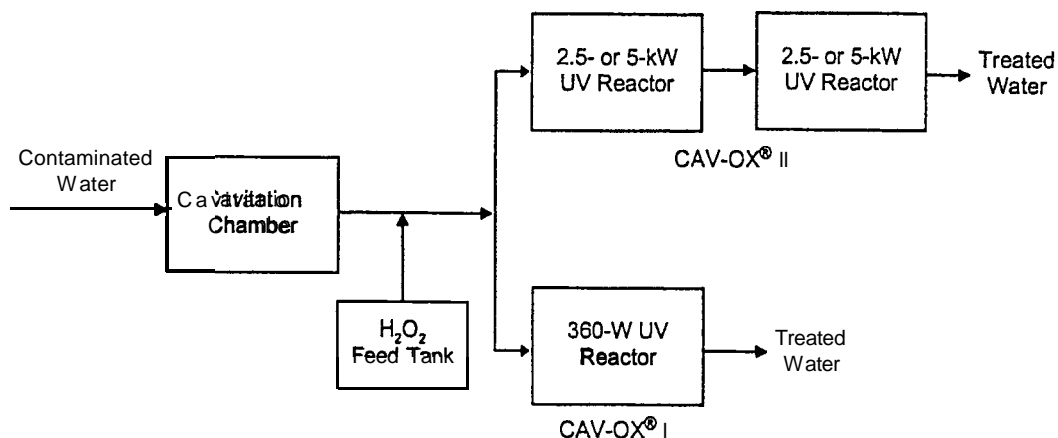 2.5- or 5-kW
UV Reactor
2.5- or 5-kW
UV Reactor
Treated
Water
CAV-OX® II
Contaminated
Water
Cavitation
Chamber
H₂O₂
Feed Tank
360-W UV
Reactor
Treated
Water
CAV-OX® I